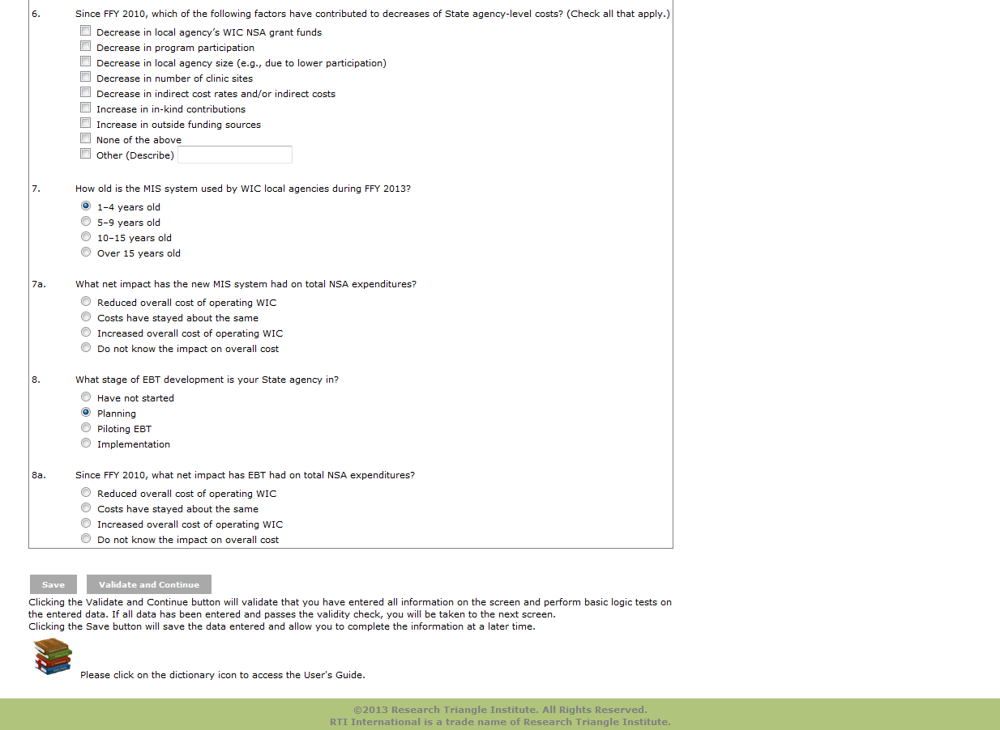 6. Since FFY 2010, which of the following factors have contributed to decreases of State agency-level costs? (Check all that apply.)
Decrease in local agency's WIC NSA grant funds
Decrease in program participation
Decrease in local agency size (e.g., due to lower participation)
Decrease in number of clinic sites
Decrease in indirect cost rates and/or indirect costs
Increase in in-kind contributions
Increase in outside funding sources
None of the above
Other (Describe)
7. How old is the MIS system used by WIC local agencies during FFY 2013?
1–4 years old
5–9 years old
10–15 years old
Over 15 years old
7a. What net impact has the new MIS system had on total NSA expenditures?
Reduced overall cost of operating WIC
Costs have stayed about the same
Increased overall cost of operating WIC
Do not know the impact on overall cost
8. What stage of EBT development is your State agency in?
Have not started
Planning
Piloting EBT
Implementation
8a. Since FFY 2010, what net impact has EBT had on total NSA expenditures?
Reduced overall cost of operating WIC
Costs have stayed about the same
Increased overall cost of operating WIC
Do not know the impact on overall cost
Save Validate and Continue
Clicking the Validate and Continue button will validate that you have entered all information on the screen and perform basic logic tests on
the entered data. If all data has been entered and passes the validity check, you will be taken to the next screen.
Clicking the Save button will save the data entered and allow you to complete the information at a later time.
Please click on the dictionary icon to access the User's Guide.
©2013 Research Triangle Institute. All Rights Reserved.
RTI International is a trade name of Research Triangle Institute.